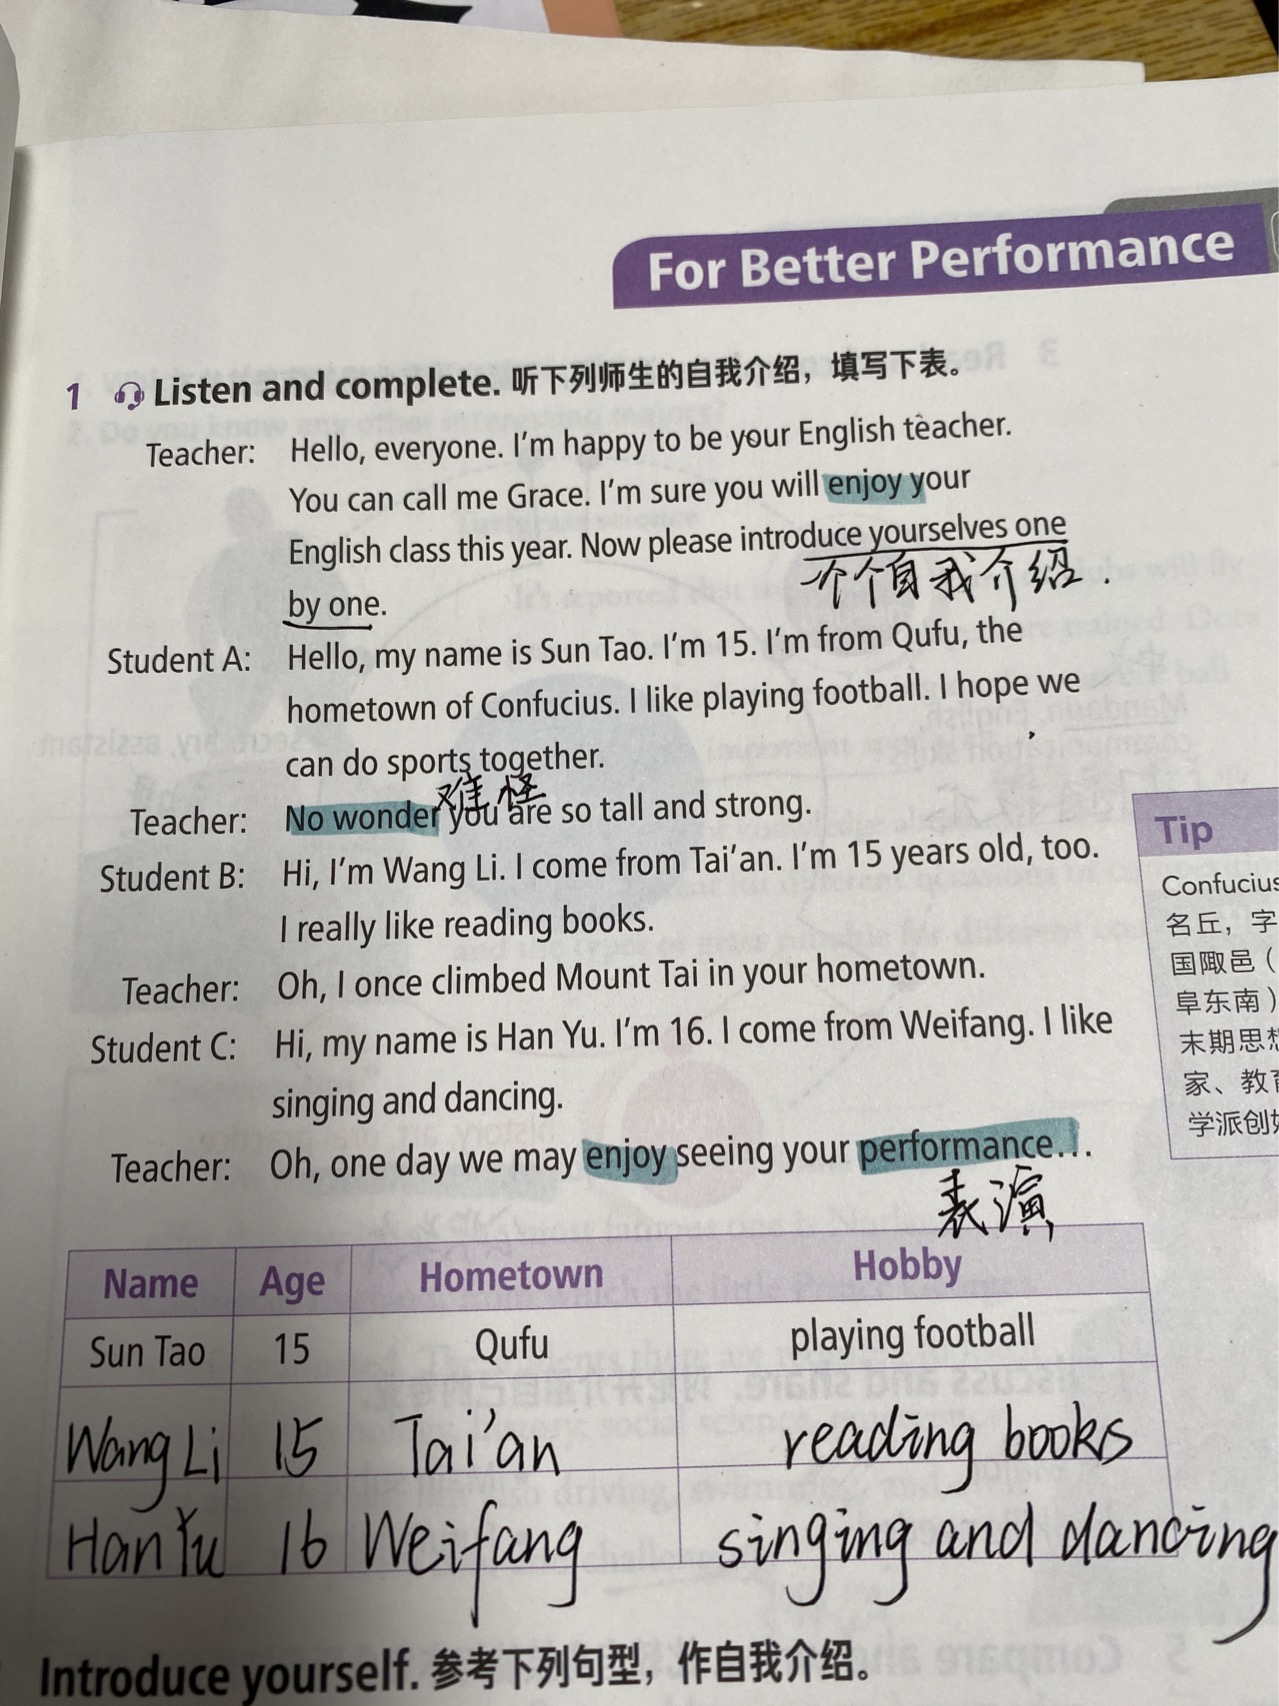 For Better Performance
1 Listen and complete. 听下列师生的自我介绍，填写下表。
Teacher: Hello, everyone. I'm happy to be your English teacher.
You can call me Grace. I'm sure you will enjoy your
English class this year. Now please introduce yourselves one
个个自我介绍.
by one.
Student A: Hello, my name is Sun Tao. I'm 15. I'm from Qufu, the
hometown of Confucius. I like playing football. I hope we
can do sports together.
难怪
Teacher: No wonder you are so tall and strong.
Student B: Hi, I'm Wang Li. I come from Tai'an. I'm 15 years old, too.
I really like reading books.
Teacher: Oh, I once climbed Mount Tai in your hometown.
Student C: Hi, my name is Han Yu. I'm 16. I come from Weifang. I like
singing and dancing.
Teacher: Oh, one day we may enjoy seeing your performance...
表演
Tip
Confucius
名丘，字
国陬邑（
阜东南）
末期思想
家、教育
学派创始
Name Age Hometown Hobby
Sun Tao 15 Qufu playing football
Wang Li 15 Tai'an reading books
Han Yu 16 Weifang singing and dancing
Introduce yourself. 参考下列句型，作自我介绍。